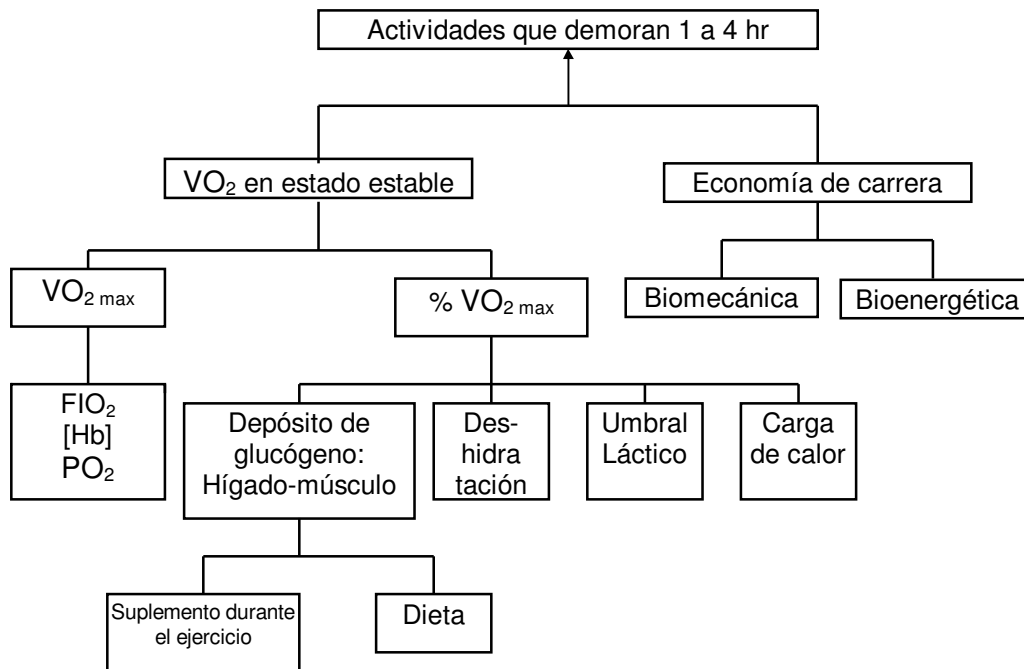 Actividades que demoran 1 a 4 hr
VO₂ en estado estable
Economía de carrera
VO₂ max
% VO₂ max
Biomecánica
Bioenergética
FIO₂
[Hb]
PO₂
Depósito de
glucógeno:
Hígado-músculo
Des-
hidra
tación
Umbral
Láctico
Carga
de calor
Suplemento durante
el ejercicio
Dieta